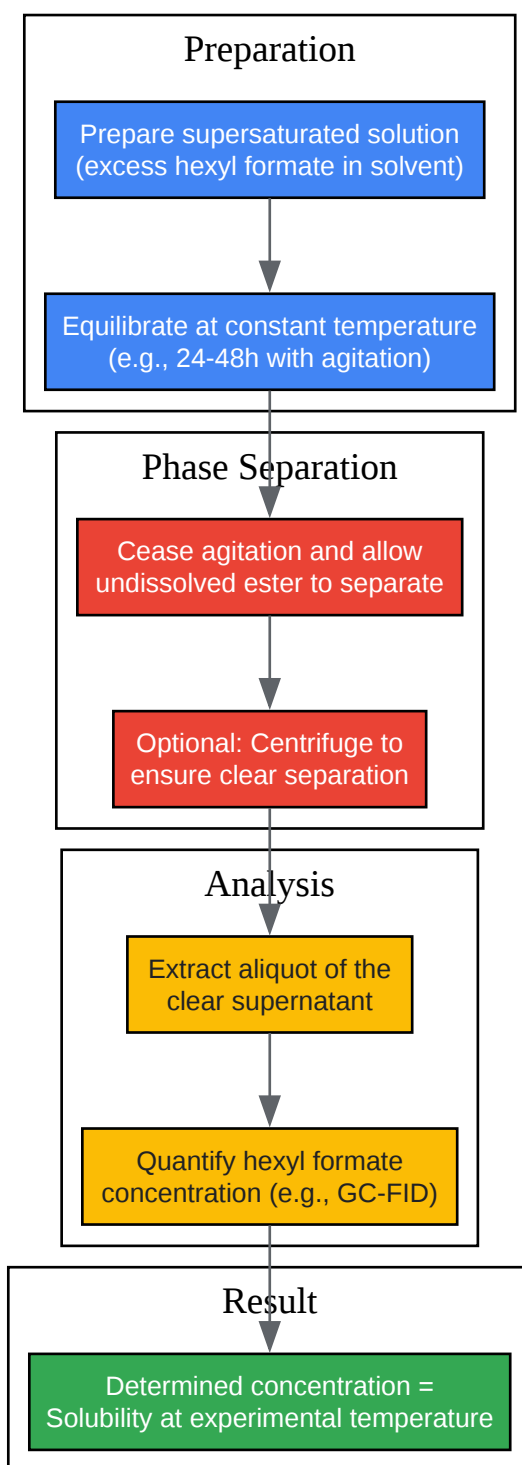 Preparation
Prepare supersaturated solution
(excess hexyl formate in solvent)
Equilibrate at constant temperature
(e.g., 24-48h with agitation)
Phase Separation
Cease agitation and allow
undissolved ester to separate
Optional: Centrifuge to
ensure clear separation
Analysis
Extract aliquot of the
clear supernatant
Quantify hexyl formate
concentration (e.g., GC-FID)
Result
Determined concentration =
Solubility at experimental temperature